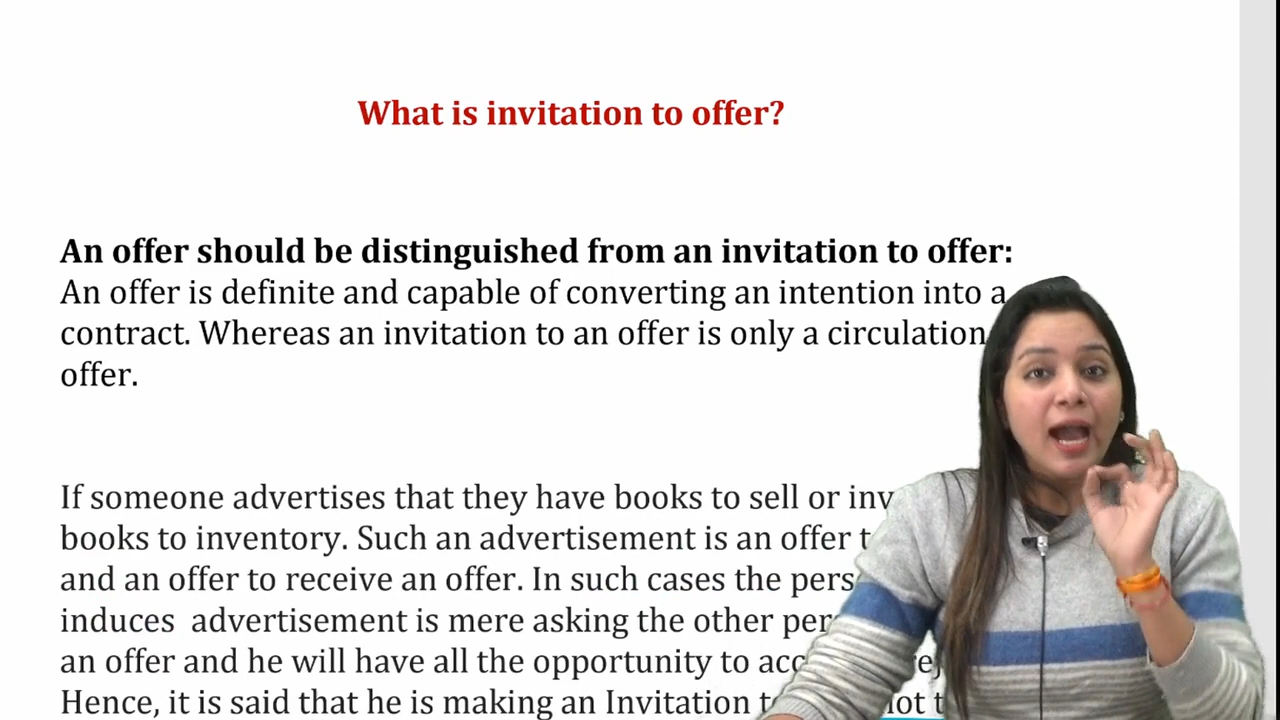 What is invitation to offer?
An offer should be distinguished from an invitation to offer:
An offer is definite and capable of converting an intention into a
contract. Whereas an invitation to an offer is only a circulation
offer.
If someone advertises that they have books to sell or
books to inventory. Such an advertisement is an offer
and an offer to receive an offer. In such cases the
induces advertisement is mere asking the other
an offer and he will have all the opportunity to
Hence, it is said that he is making an Invitation